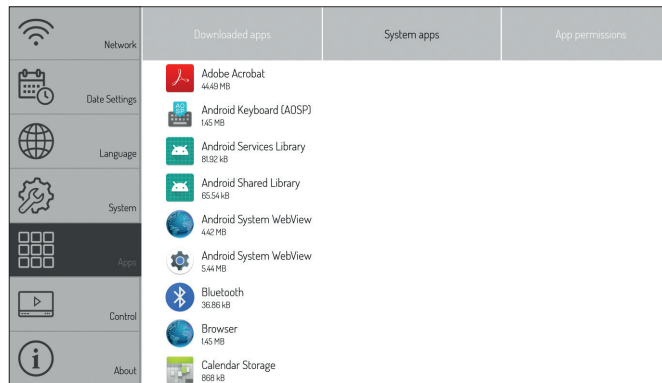 Network
Date Settings
Language
System
Apps
Control
About
Downloaded apps
System apps
App permissions
Adobe Acrobat
44.49 MB
Android Keyboard (AOSP)
1.45 MB
Android Services Library
81.92 kB
Android Shared Library
65.54 kB
Android System WebView
4.42 MB
Android System WebView
5.44 MB
Bluetooth
36.86 kB
Browser
1.45 MB
Calendar Storage
868 kB